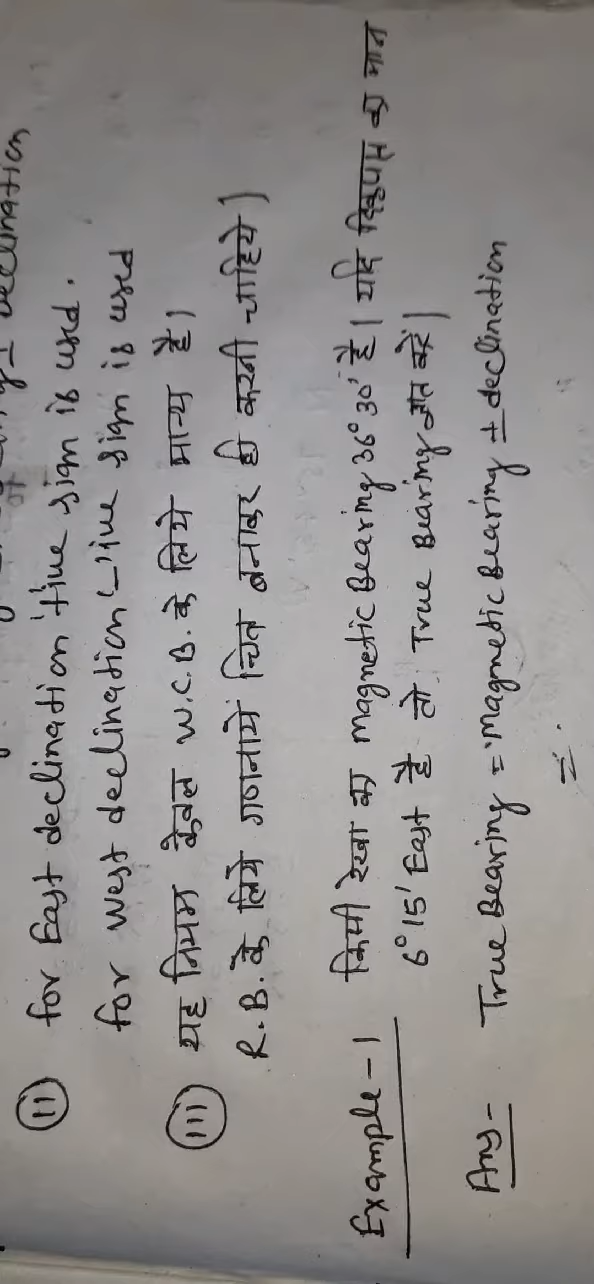 declination
(ii) for East declination '+'ive sign is used.
for west declination '-'ive sign is used
(iii) यह नियम केवल W.C.B. के लिये मान्य है।
R.B. के लिये गणनायें चित्र बनाकर ही करनी चाहिये।
Example-1 किसी रेखा का Magnetic Bearing 36°30' है। यदि दिक्पात का मान
6°15' East है तो True Bearing ज्ञात करें।
Ans- True Bearing = Magnetic Bearing ± declination
=